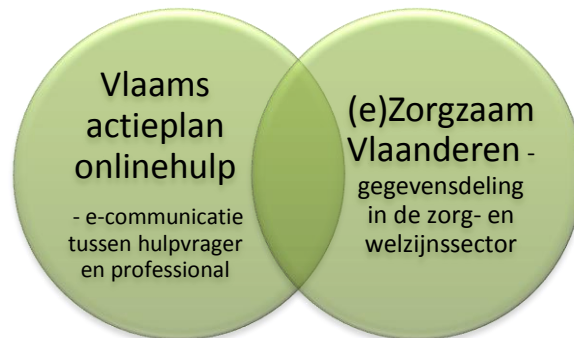 Vlaams
actieplan
onlinehulp
- e-communicatie
tussen hulpvrager
en professional
(e)Zorgzaam
Vlaanderen -
gegevensdeling
in de zorg- en
welzijnssector